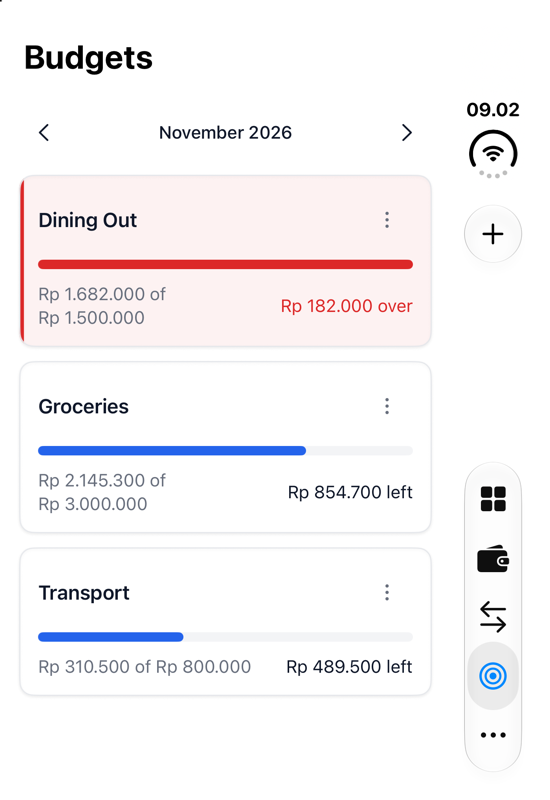 Budgets
09.02
November 2026
Dining Out
Rp 1.682.000 of
Rp 1.500.000
Rp 182.000 over
Groceries
Rp 2.145.300 of
Rp 3.000.000
Rp 854.700 left
Transport
Rp 310.500 of Rp 800.000
Rp 489.500 left